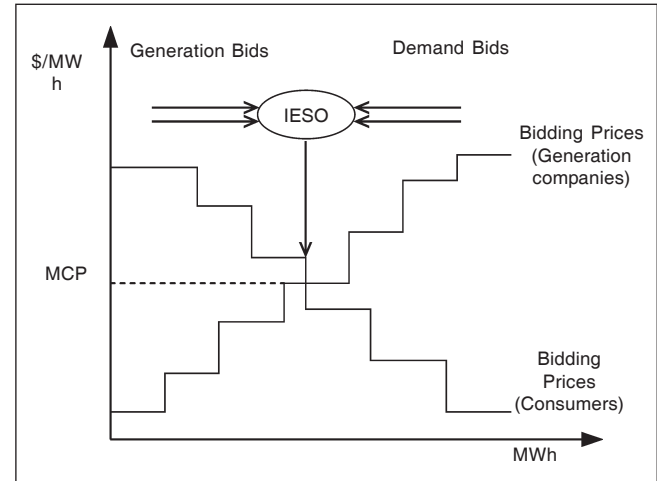 $/MW
h
Generation Bids
Demand Bids
IESO
Bidding Prices
(Generation
companies)
MCP
Bidding
Prices
(Consumers)
MWh